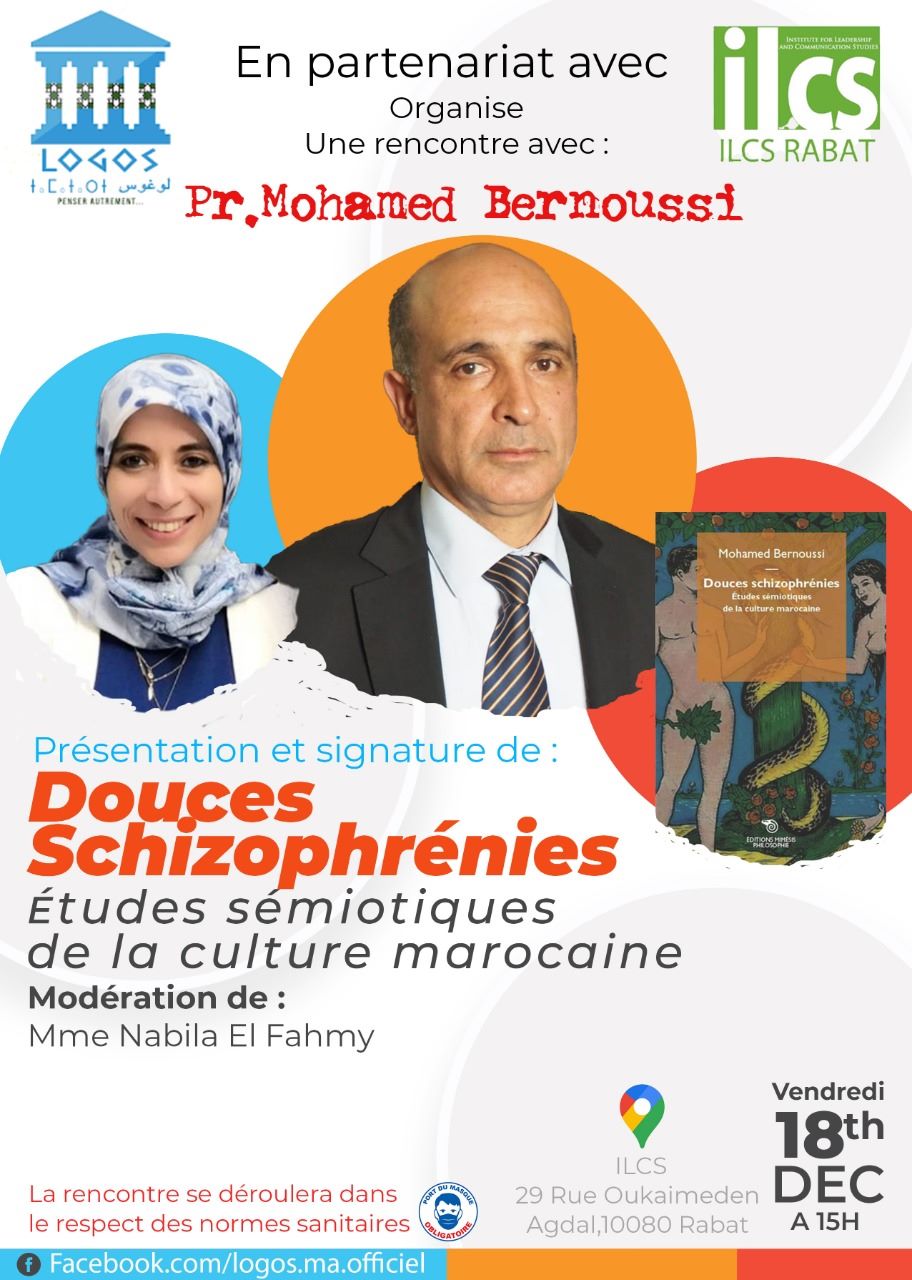 LOGOS
ⵜⴰⵎⴰⵜⴰⵔⵜ لوغوس
PENSER AUTREMENT...
En partenariat avec
Organise
Une rencontre avec :
INSTITUTE FOR LEADERSHIP
AND COMMUNICATION STUDIES
ilcs
ILCS RABAT
Pr.Mohamed Bernoussi
Mohamed Bernoussi
Douces schizophrénies
Études sémiotiques
de la culture marocaine
ÉDITIONS MIMÉSIS
PHILOSOPHIE
Présentation et signature de :
Douces
Schizophrénies
Études sémiotiques
de la culture marocaine
Modération de :
Mme Nabila El Fahmy
Vendredi
18th
DEC
A 15H
ILCS
29 Rue Oukaimeden
Agdal,10080 Rabat
La rencontre se déroulera dans
le respect des normes sanitaires
PORT DU MASQUE
OBLIGATOIRE
Facebook.com/logos.ma.officiel